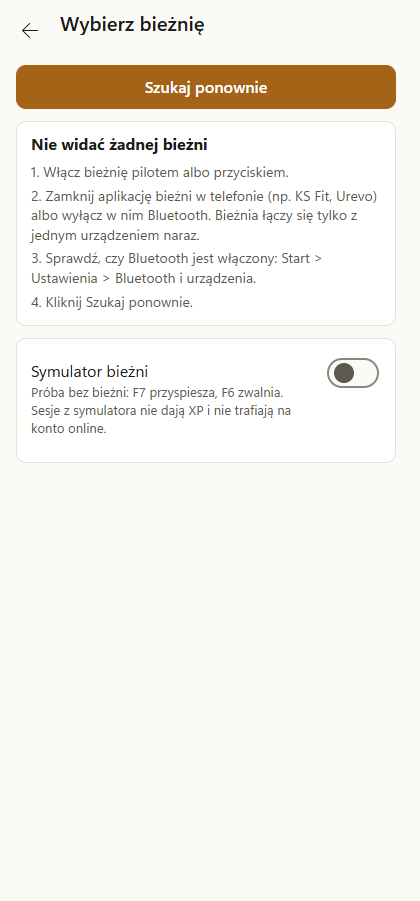 Wybierz bieżnię
Szukaj ponownie
Nie widać żadnej bieżni
1. Włącz bieżnię pilotem albo przyciskiem.
2. Zamknij aplikację bieżni w telefonie (np. KS Fit, Urevo)
albo wyłącz w nim Bluetooth. Bieżnia łączy się tylko z
jednym urządzeniem naraz.
3. Sprawdź, czy Bluetooth jest włączony: Start >
Ustawienia > Bluetooth i urządzenia.
4. Kliknij Szukaj ponownie.
Symulator bieżni
Próba bez bieżni: F7 przyspiesza, F6 zwalnia.
Sesje z symulatora nie dają XP i nie trafiają na
konto online.